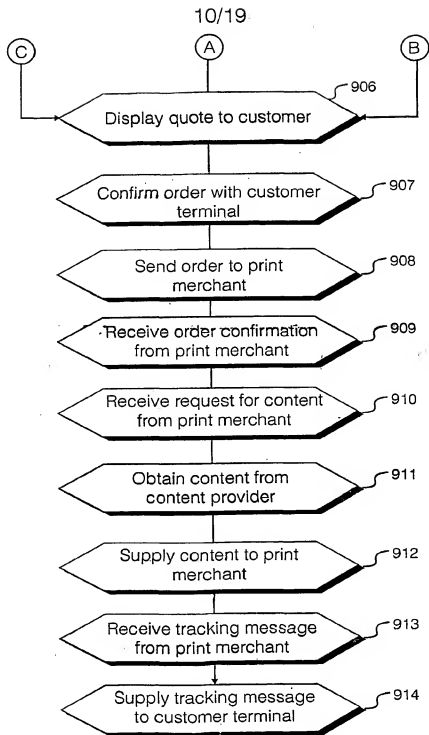 10/19
C
A
B
906
Display quote to customer
907
Confirm order with customer
terminal
908
Send order to print
merchant
909
Receive order confirmation
from print merchant
910
Receive request for content
from print merchant
911
Obtain content from
content provider
912
Supply content to print
merchant
913
Receive tracking message
from print merchant
914
Supply tracking message
to customer terminal